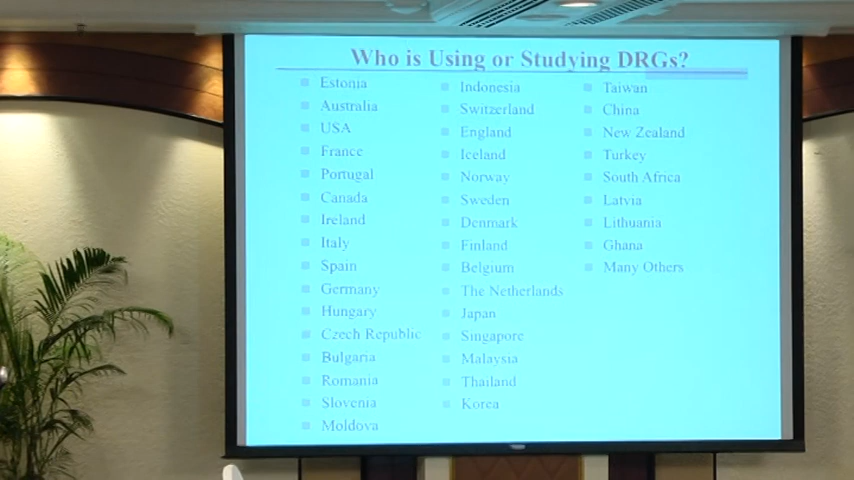 Who is Using or Studying DRGs?
Estonia
Australia
USA
France
Portugal
Canada
Ireland
Italy
Spain
Germany
Hungary
Czech Republic
Bulgaria
Romania
Slovenia
Moldova
Indonesia
Switzerland
England
Iceland
Norway
Sweden
Denmark
Finland
Belgium
The Netherlands
Japan
Singapore
Malaysia
Thailand
Korea
Taiwan
China
New Zealand
Turkey
South Africa
Latvia
Lithuania
Ghana
Many Others